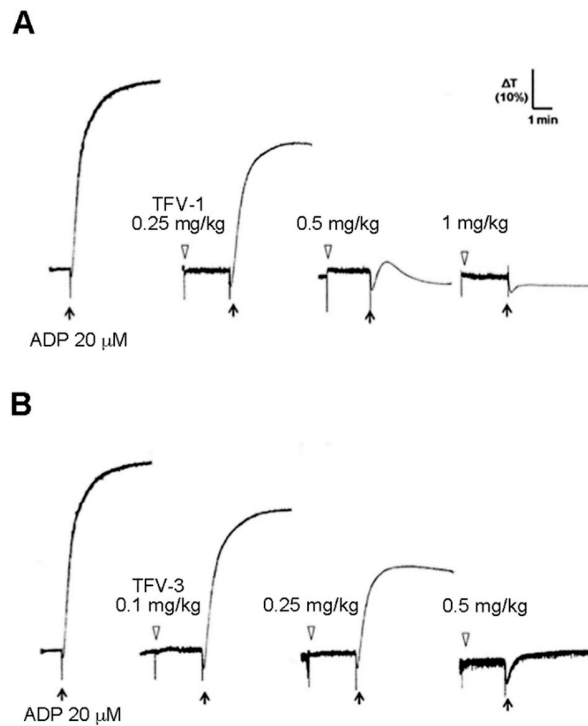 A
ΔT
(10%)
1 min
TFV-1
0.25 mg/kg
0.5 mg/kg
1 mg/kg
ADP 20 μM
B
TFV-3
0.1 mg/kg
0.25 mg/kg
0.5 mg/kg
ADP 20 μM